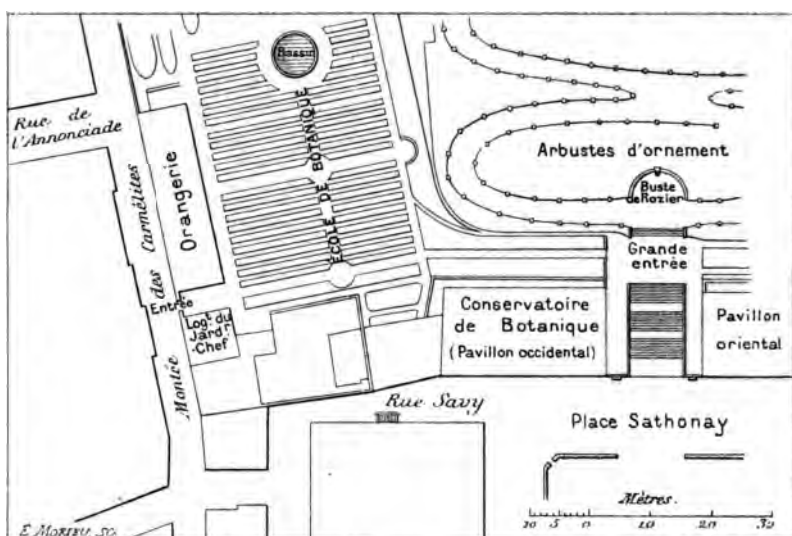 Bassin
Rue de
l'Annonciade
ÉCOLE DE BOTANIQUE
Arbustes d'ornement
Buste
de Rozier
Orangerie
Montée des Carmélites
Grande
entrée
Entrée
Logt du
Jardr
Chef
Conservatoire
de Botanique
(Pavillon occidental)
Pavillon
oriental
Rue Savy
Place Sathonay
Mètres.
10 5 0 10 20 30
E. MORIEU SC.